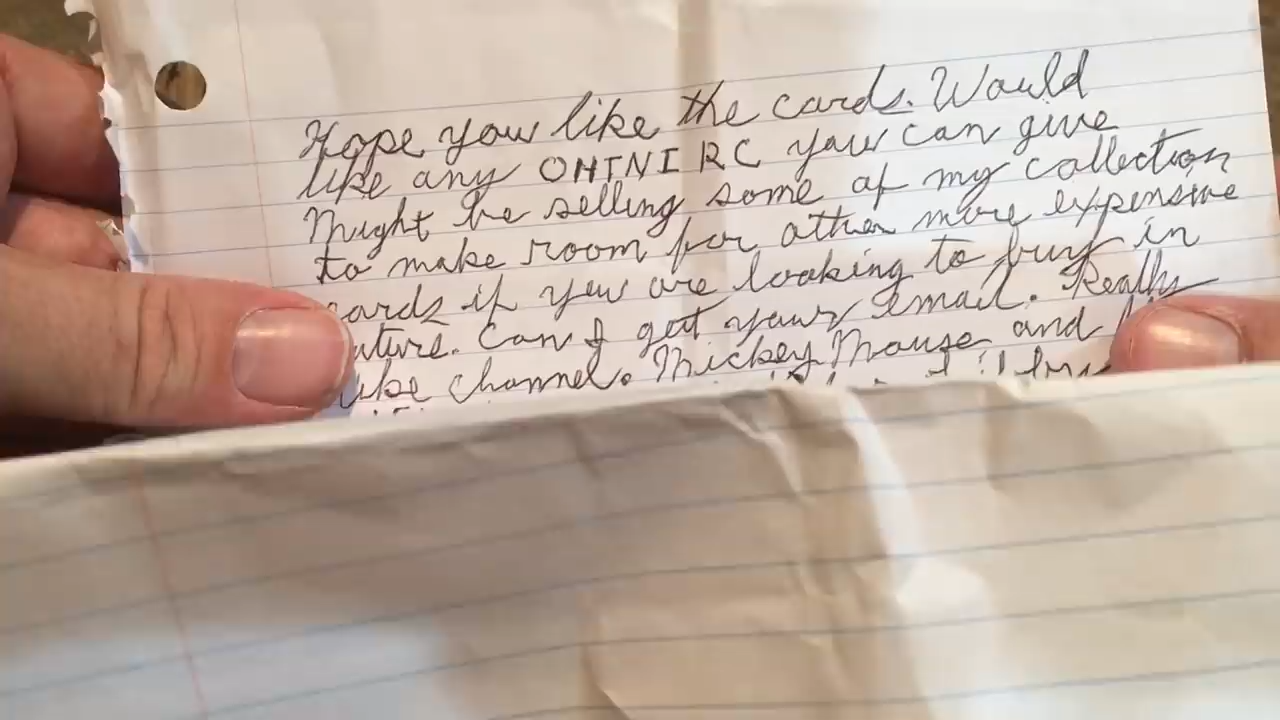 Hope you like the cards. Would
like any OHTNI RC you can give
Might be selling some of my collection
to make room for other more expensive
cards if you are looking to buy in
Can I get your email. Really
channel. Mickey Mouse and